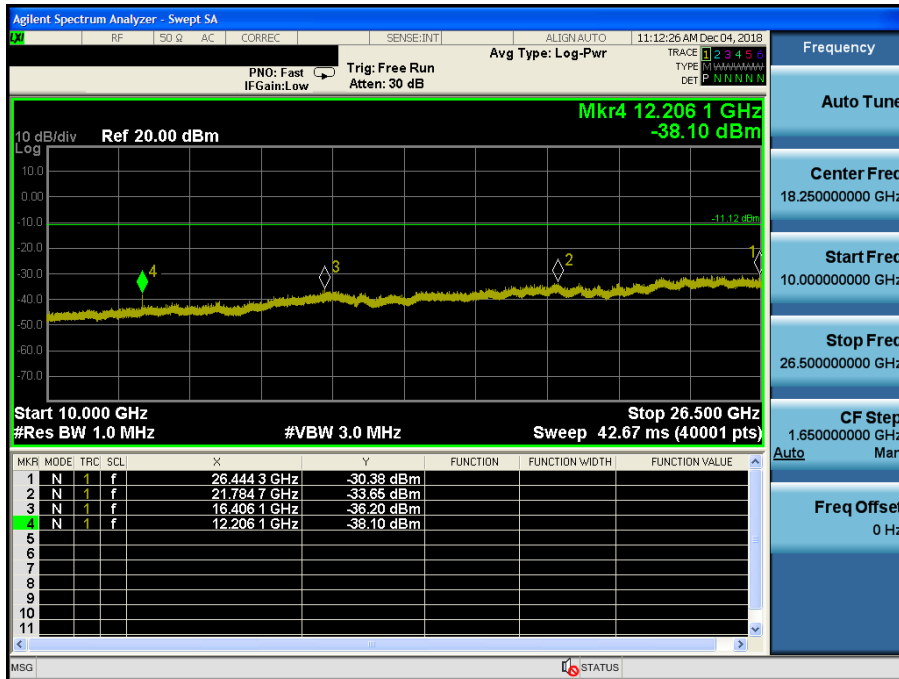 Agilent Spectrum Analyzer - Swept SA
LXI RF 50 Ω AC CORREC SENSE:INT ALIGN AUTO 11:12:26 AM Dec 04, 2018
Frequency
Avg Type: Log-Pwr TRACE 1 2 3 4 5 6
PNO: Fast Trig: Free Run TYPE M WWWWW
IFGain:Low Atten: 30 dB DET P N N N N N
Auto Tune
Mkr4 12.206 1 GHz
10 dB/div Ref 20.00 dBm -38.10 dBm
Log
10.0
0.00
-10.0
-11.12 dBm
-20.0
-30.0
-40.0
-50.0
-60.0
-70.0
4
3
2
1
Start 10.000 GHz Stop 26.500 GHz
#Res BW 1.0 MHz #VBW 3.0 MHz Sweep 42.67 ms (40001 pts)
Center Freq
18.250000000 GHz
Start Freq
10.000000000 GHz
Stop Freq
26.500000000 GHz
CF Step
1.650000000 GHz
Auto Man
Freq Offset
0 Hz
MKR MODE TRC SCL X Y FUNCTION FUNCTION WIDTH FUNCTION VALUE
1 N 1 f 26.444 3 GHz -30.38 dBm
2 N 1 f 21.784 7 GHz -33.65 dBm
3 N 1 f 16.406 1 GHz -36.20 dBm
4 N 1 f 12.206 1 GHz -38.10 dBm
5
6
7
8
9
10
11
MSG STATUS